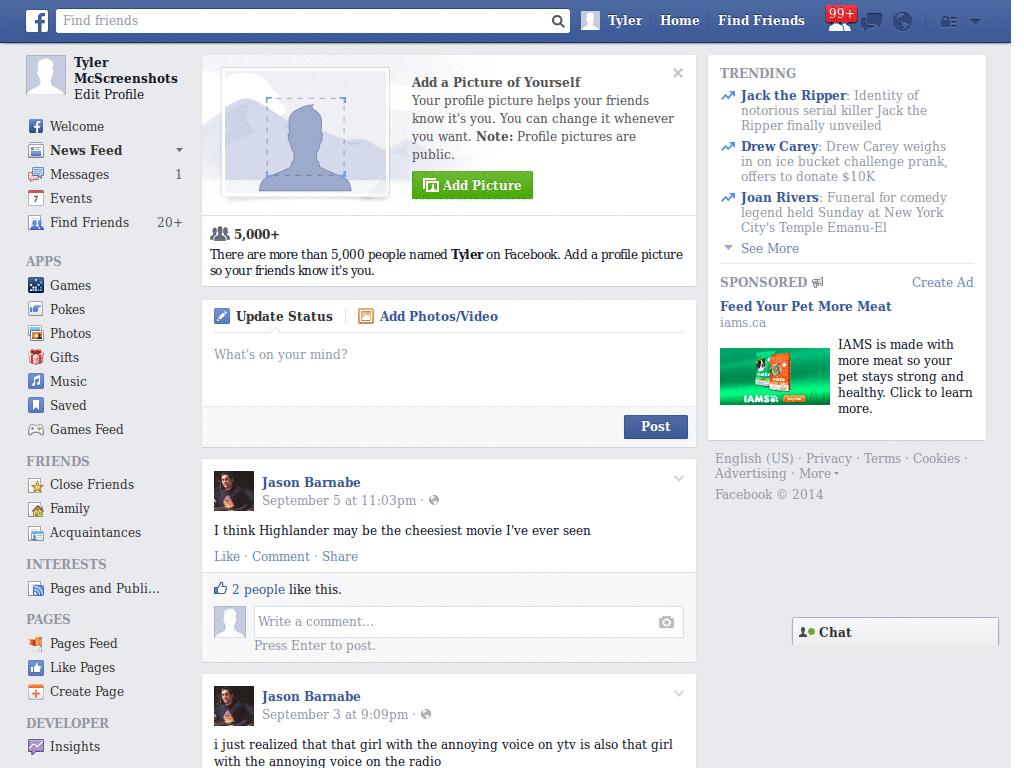 Find friends
Tyler
Home
Find Friends
99+
Tyler
McScreenshots
Edit Profile
Welcome
News Feed
Messages 1
7 Events
Find Friends 20+
APPS
Games
Pokes
Photos
Gifts
Music
Saved
Games Feed
FRIENDS
Close Friends
Family
Acquaintances
INTERESTS
Pages and Publi...
PAGES
Pages Feed
Like Pages
Create Page
DEVELOPER
Insights
Add a Picture of Yourself
Your profile picture helps your friends
know it's you. You can change it whenever
you want. Note: Profile pictures are
public.
Add Picture
5,000+
There are more than 5,000 people named Tyler on Facebook. Add a profile picture
so your friends know it's you.
Update Status
Add Photos/Video
What's on your mind?
Post
Jason Barnabe
September 5 at 11:03pm ·
I think Highlander may be the cheesiest movie I've ever seen
Like · Comment · Share
2 people like this.
Write a comment...
Press Enter to post.
Jason Barnabe
September 3 at 9:09pm ·
i just realized that that girl with the annoying voice on ytv is also that girl
with the annoying voice on the radio
TRENDING
Jack the Ripper: Identity of
notorious serial killer Jack the
Ripper finally unveiled
Drew Carey: Drew Carey weighs
in on ice bucket challenge prank,
offers to donate $10K
Joan Rivers: Funeral for comedy
legend held Sunday at New York
City's Temple Emanu-El
See More
SPONSORED
Create Ad
Feed Your Pet More Meat
iams.ca
IAMS
IAMS is made with
more meat so your
pet stays strong and
healthy. Click to learn
more.
English (US) · Privacy · Terms · Cookies ·
Advertising · More
Facebook © 2014
Chat